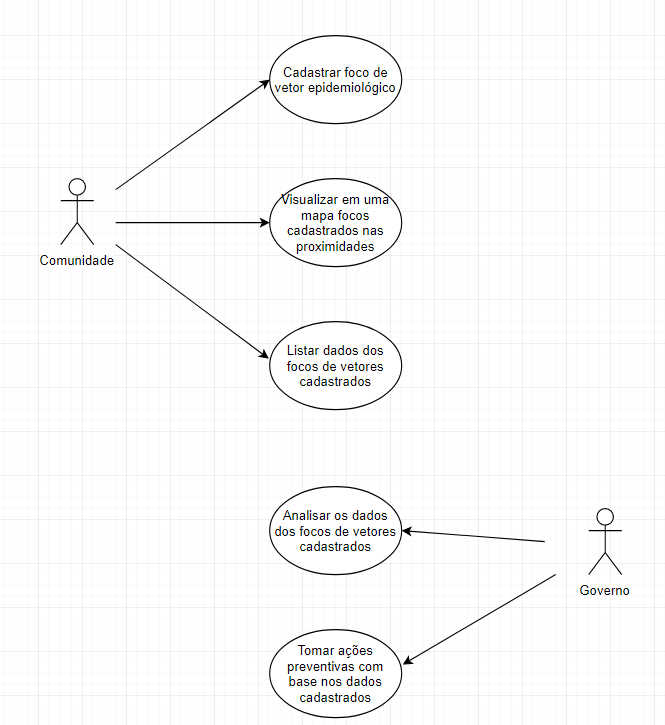 Cadastrar foco de
vetor epidemiológico
Visualizar em uma
mapa focos
cadastrados nas
proximidades
Comunidade
Listar dados dos
focos de vetores
cadastrados
Analisar os dados
dos focos de vetores
cadastrados
Governo
Tomar ações
preventivas com
base nos dados
cadastrados